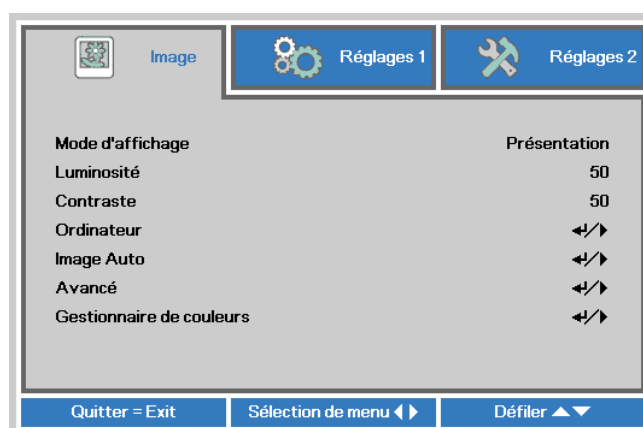 Image
Réglages 1
Réglages 2
Mode d'affichage Présentation
Luminosité 50
Contraste 50
Ordinateur
Image Auto
Avancé
Gestionnaire de couleurs
Quitter = Exit
Sélection de menu
Défiler